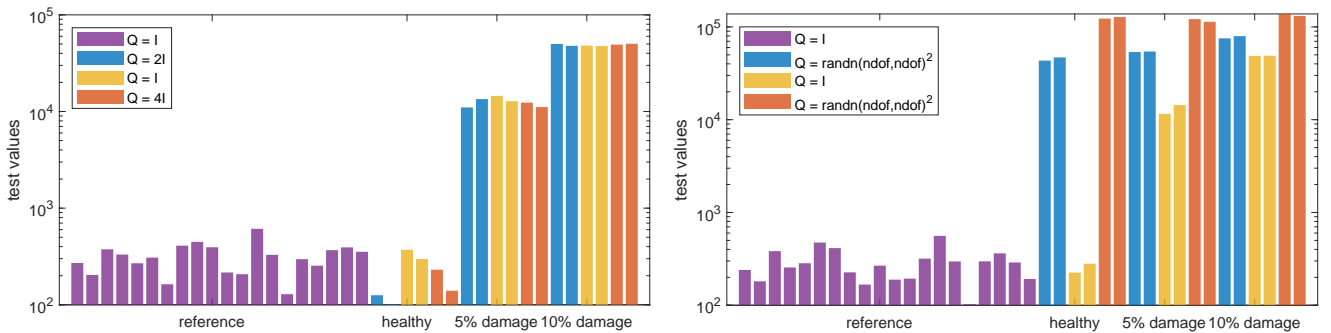 10^5
10^4
10^3
10^2
test values
Q = I
Q = 2I
Q = I
Q = 4I
reference
healthy
5% damage
10% damage
10^5
10^4
10^3
10^2
test values
Q = I
Q = randn(ndof,ndof)^2
Q = I
Q = randn(ndof,ndof)^2
reference
healthy
5% damage
10% damage